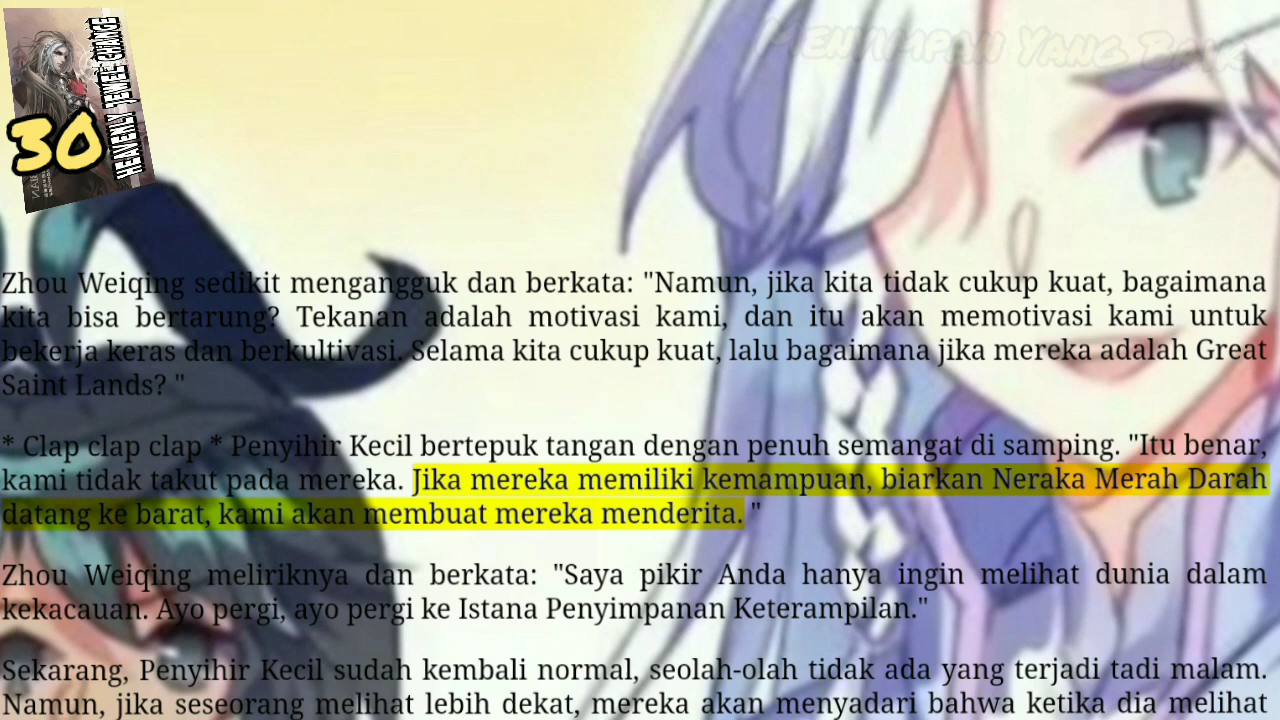 Menyimpan Yang Baik
HEAVENLY JEWEL CHANGE
30
Zhou Weiqing sedikit mengangguk dan berkata: "Namun, jika kita tidak cukup kuat, bagaimana
kita bisa bertarung? Tekanan adalah motivasi kami, dan itu akan memotivasi kami untuk
bekerja keras dan berkultivasi. Selama kita cukup kuat, lalu bagaimana jika mereka adalah Great
Saint Lands? "
* Clap clap clap * Penyihir Kecil bertepuk tangan dengan penuh semangat di samping. "Itu benar,
kami tidak takut pada mereka. Jika mereka memiliki kemampuan, biarkan Neraka Merah Darah
datang ke barat, kami akan membuat mereka menderita. "
Zhou Weiqing meliriknya dan berkata: "Saya pikir Anda hanya ingin melihat dunia dalam
kekacauan. Ayo pergi, ayo pergi ke Istana Penyimpanan Keterampilan."
Sekarang, Penyihir Kecil sudah kembali normal, seolah-olah tidak ada yang terjadi tadi malam.
Namun, jika seseorang melihat lebih dekat, mereka akan menyadari bahwa ketika dia melihat